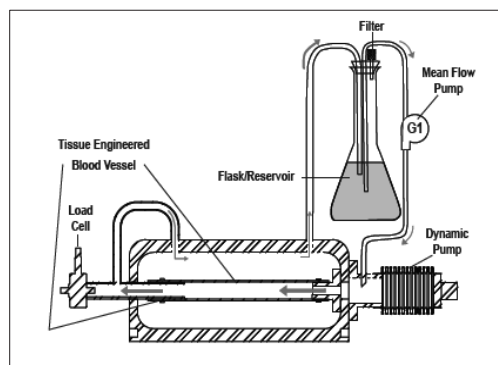 Filter
Mean Flow
Pump
G1
Tissue Engineered
Blood Vessel
Flask/Reservoir
Load
Cell
Dynamic
Pump